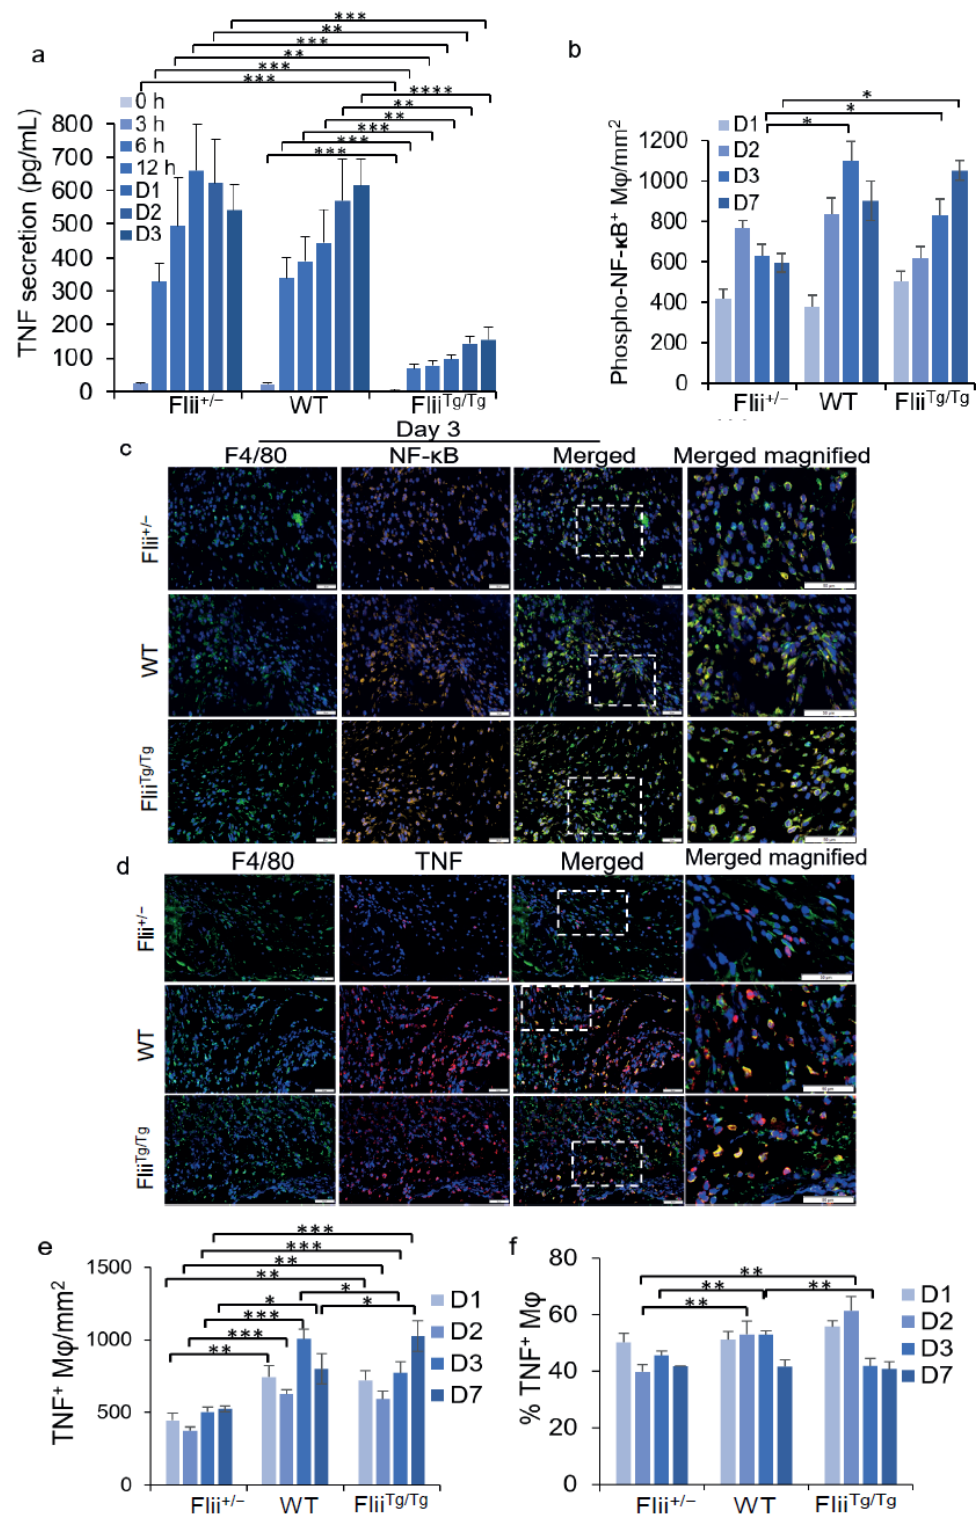 a
***
**
***
**
***
***
****
**
**
***
***
***
0 h
3 h
6 h
12 h
D1
D2
D3
TNF secretion (pg/mL)
800
700
600
500
400
300
200
100
0
Flii+/−
WT
FliiTg/Tg
b
*
*
*
D1
D2
D3
D7
Phospho-NF-κB+ Mφ/mm2
1200
1000
800
600
400
200
0
Flii+/−
WT
FliiTg/Tg
c
Day 3
F4/80
NF-κB
Merged
Merged magnified
Flii+/−
WT
FliiTg/Tg
d
F4/80
TNF
Merged
Merged magnified
Flii+/−
WT
FliiTg/Tg
e
***
***
**
**
*
*
*
***
***
**
TNF+ Mφ/mm2
1500
1000
500
0
D1
D2
D3
D7
Flii+/−
WT
FliiTg/Tg
f
**
**
**
**
% TNF+ Mφ
80
60
40
20
0
D1
D2
D3
D7
Flii+/−
WT
FliiTg/Tg